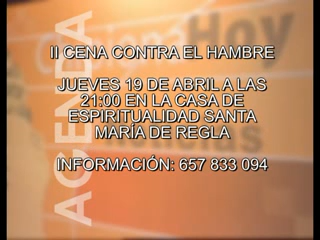 II CENA CONTRA EL HAMBRE
JUEVES 19 DE ABRIL A LAS
21:00 EN LA CASA DE
ESPIRITUALIDAD SANTA
MARÍA DE REGLA
INFORMACIÓN: 657 833 094
AGENDA
Hoy